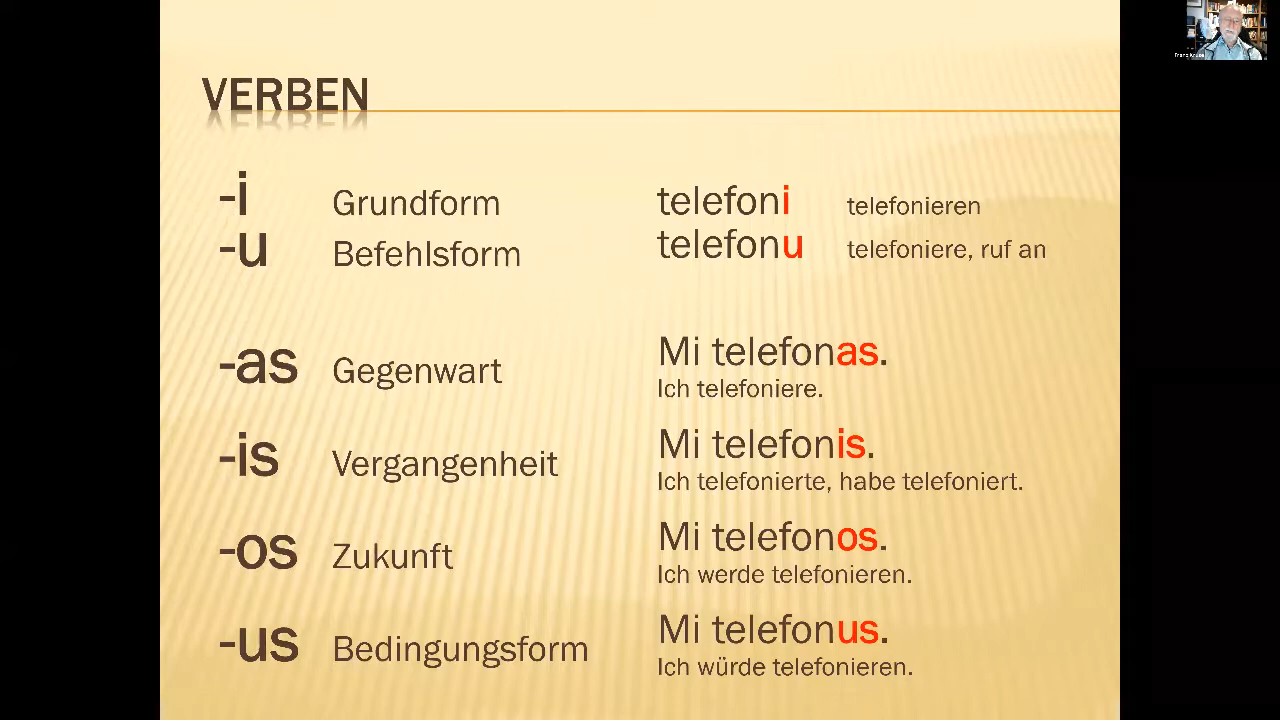 VERBEN
-i Grundform telefoni telefonieren
-u Befehlsform telefonu telefoniere, ruf an
-as Gegenwart Mi telefonas.
Ich telefoniere.
-is Vergangenheit Mi telefonis.
Ich telefonierte, habe telefoniert.
-os Zukunft Mi telefonos.
Ich werde telefonieren.
-us Bedingungsform Mi telefonus.
Ich würde telefonieren.